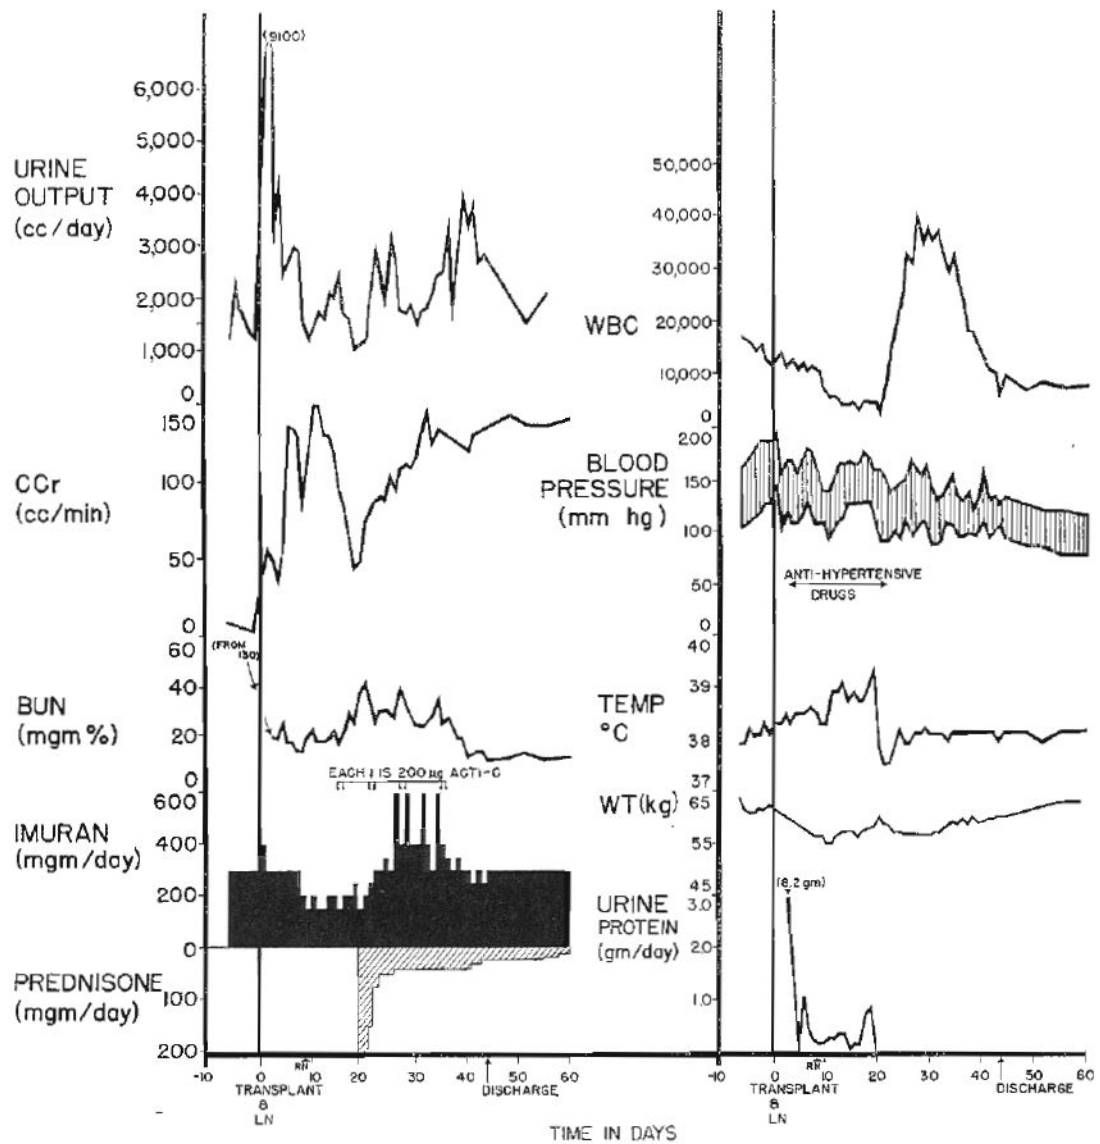 (9100)
6,000
5,000
4,000
3,000
2,000
1,000
0
URINE
OUTPUT
(cc/day)
150
100
50
0
CCr
(cc/min)
(FROM
130)
60
40
20
0
BUN
(mgm%)
EACH IS 200 µg ACTI-C
600
400
200
0
IMURAN
(mgm/day)
PREDNISONE
(mgm/day)
100
200
-10
0
10
20
30
40
50
60
RN
TRANSPLANT
8
LN
DISCHARGE
50,000
40,000
30,000
20,000
10,000
0
WBC
200
150
100
50
0
BLOOD
PRESSURE
(mm hg)
ANTI-HYPERTENSIVE
DRUGS
40
39
38
37
TEMP
°C
WT(kg)
65
55
45
(8.2 gm)
URINE
PROTEIN
(gm/day)
3.0
2.0
1.0
-10
0
10
20
30
40
50
60
RN
TRANSPLANT
8
LN
DISCHARGE
TIME IN DAYS